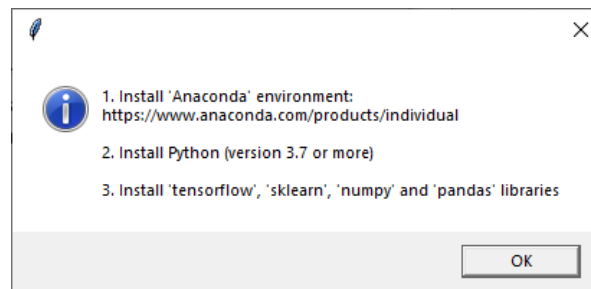 1. Install 'Anaconda' environment:
https://www.anaconda.com/products/individual
2. Install Python (version 3.7 or more)
3. Install 'tensorflow', 'sklearn', 'numpy' and 'pandas' libraries
OK